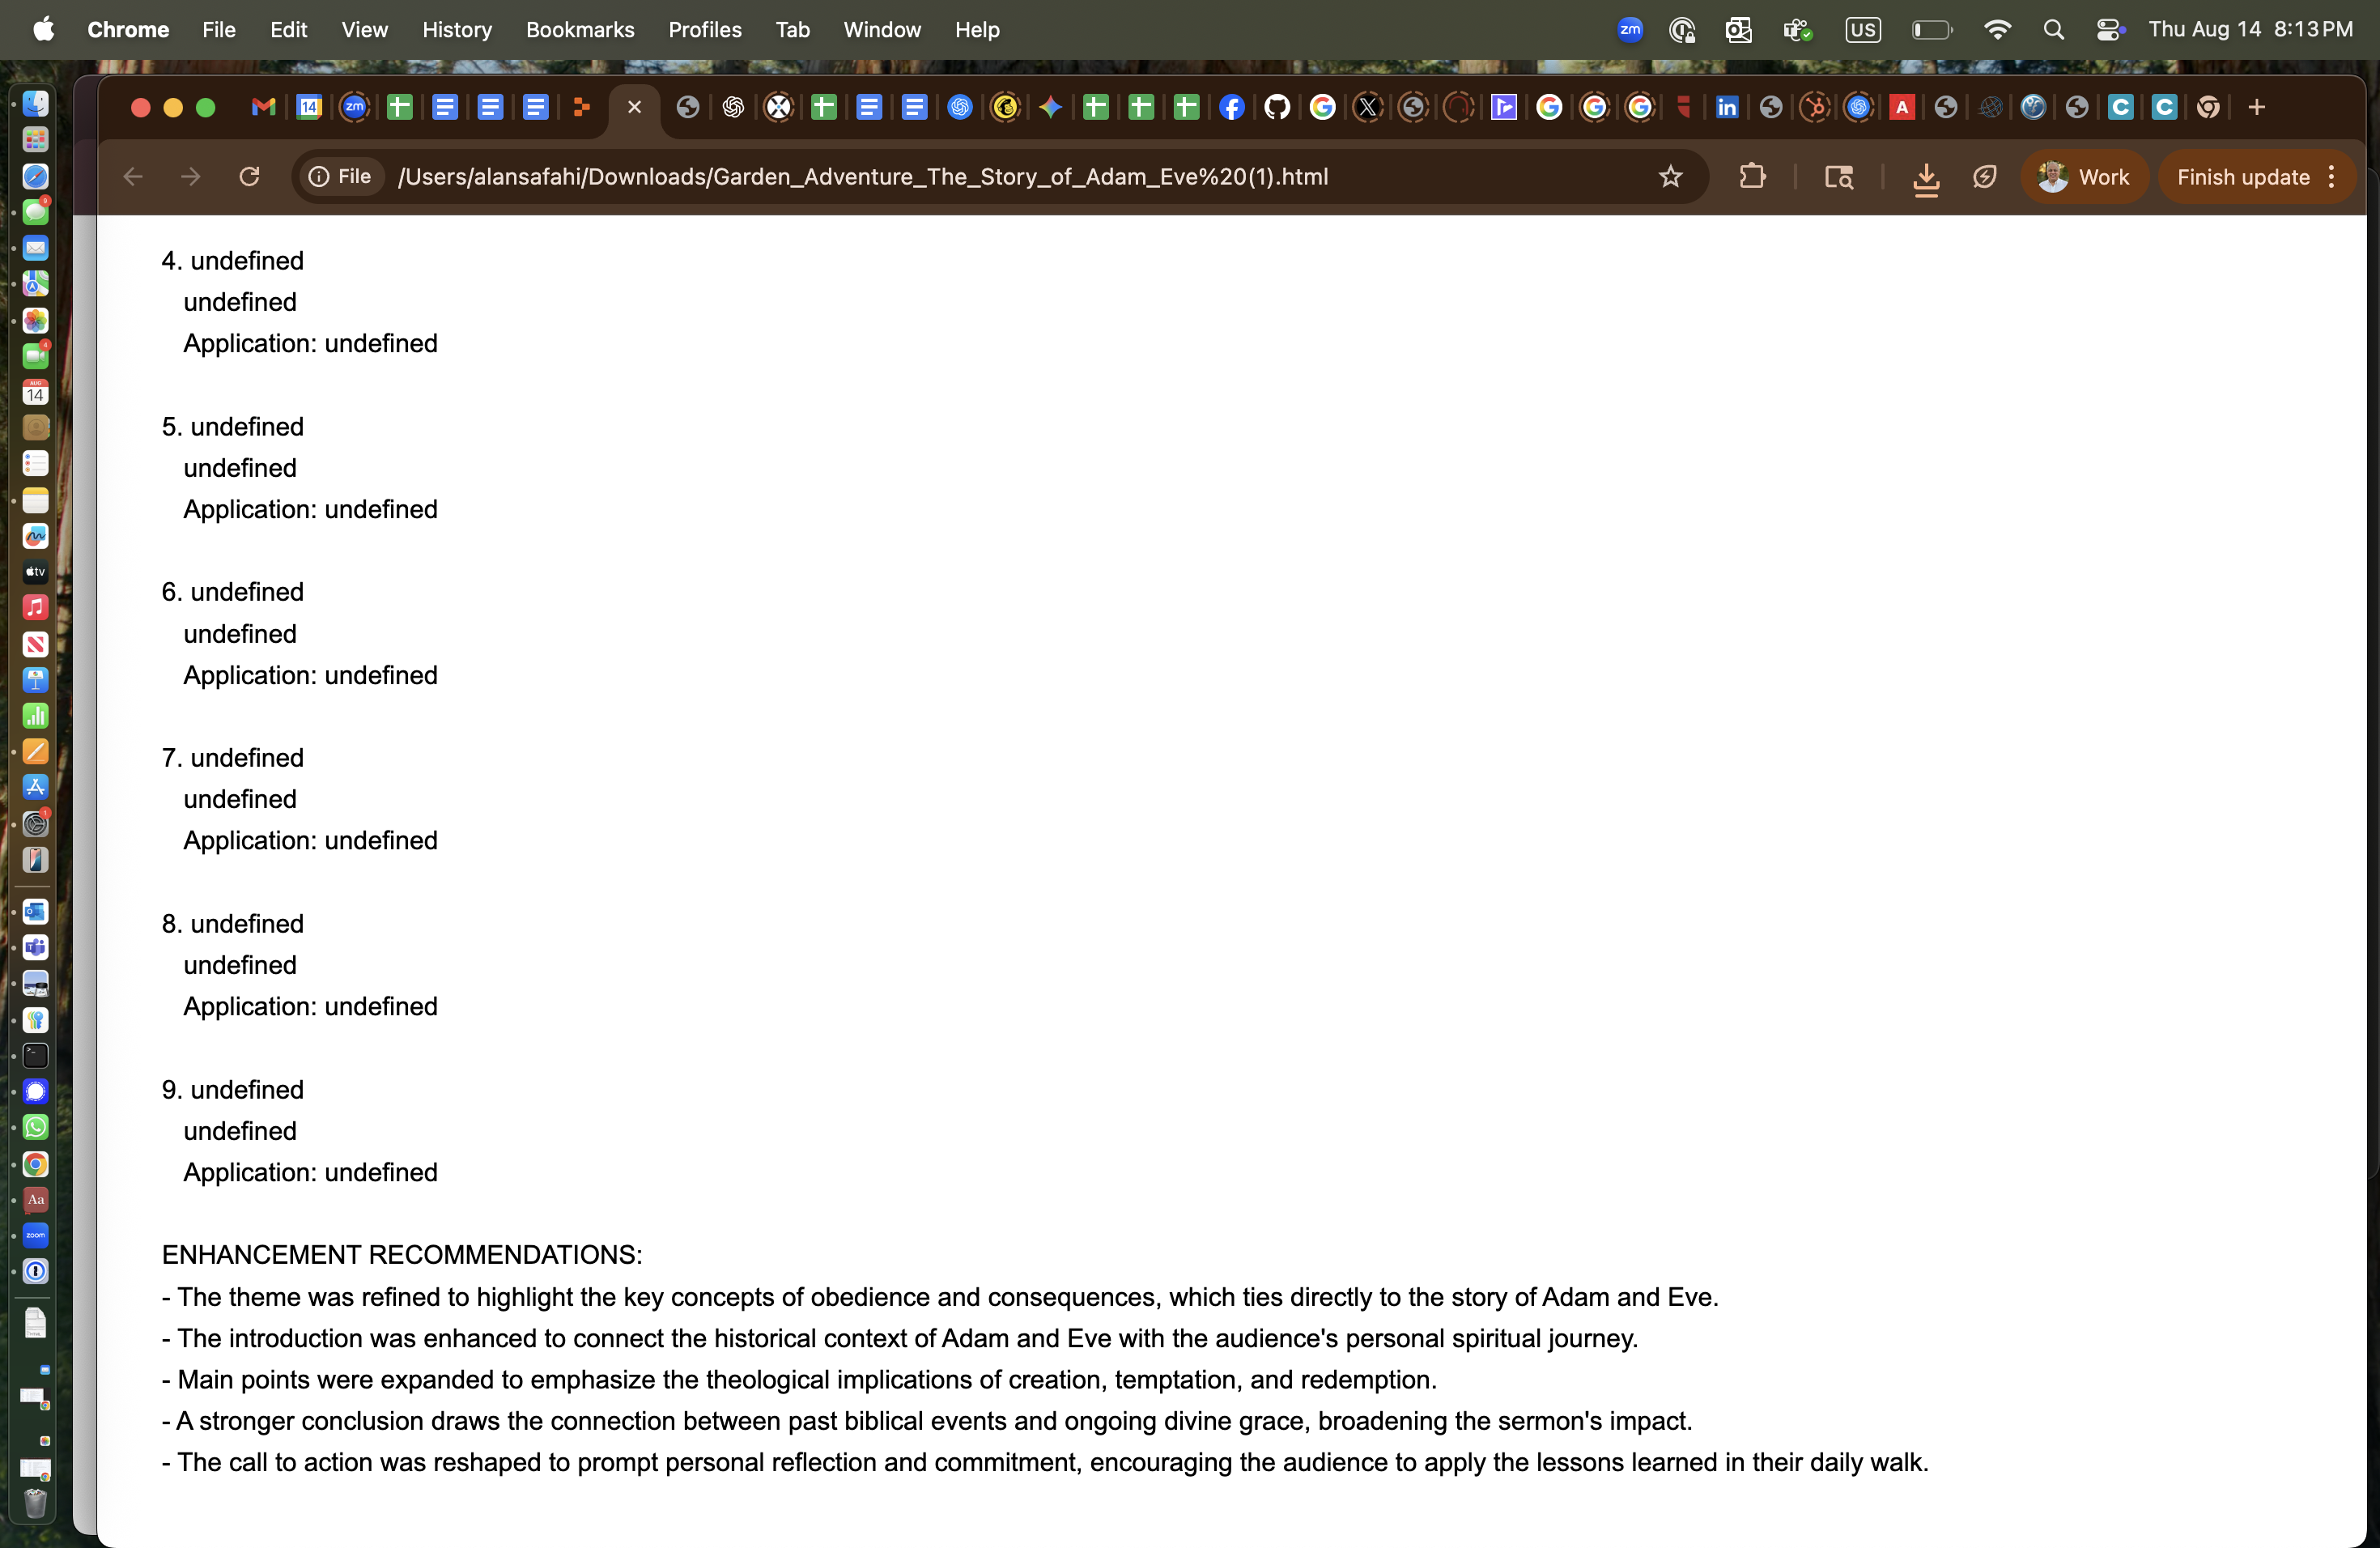 Chrome File Edit View History Bookmarks Profiles Tab Window Help zm US Thu Aug 14 8:13 PM
14 zm
File /Users/alansafahi/Downloads/Garden_Adventure_The_Story_of_Adam_Eve%20(1).html Work Finish update
4. undefined
undefined
Application: undefined
5. undefined
undefined
Application: undefined
6. undefined
undefined
Application: undefined
7. undefined
undefined
Application: undefined
8. undefined
undefined
Application: undefined
9. undefined
undefined
Application: undefined
ENHANCEMENT RECOMMENDATIONS:
- The theme was refined to highlight the key concepts of obedience and consequences, which ties directly to the story of Adam and Eve.
- The introduction was enhanced to connect the historical context of Adam and Eve with the audience's personal spiritual journey.
- Main points were expanded to emphasize the theological implications of creation, temptation, and redemption.
- A stronger conclusion draws the connection between past biblical events and ongoing divine grace, broadening the sermon's impact.
- The call to action was reshaped to prompt personal reflection and commitment, encouraging the audience to apply the lessons learned in their daily walk.
AUG
14
tv
Aa
zoom